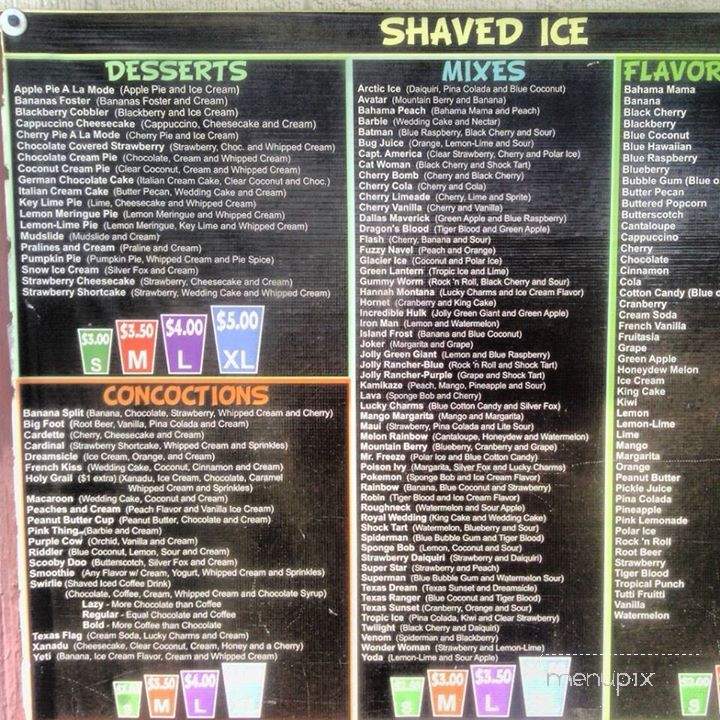 SHAVED ICE
DESSERTS
Apple Pie A La Mode (Apple Pie and Ice Cream)
Bananas Foster (Bananas Foster and Cream)
Blackberry Cobbler (Blackberry and Ice Cream)
Cappuccino Cheesecake (Cappuccino, Cheesecake and Cream)
Cherry Pie A La Mode (Cherry Pie and Ice Cream)
Chocolate Covered Strawberry (Strawberry, Choc. and Whipped Cream)
Chocolate Cream Pie (Chocolate, Cream and Whipped Cream)
Coconut Cream Pie (Clear Coconut, Cream and Whipped Cream)
German Chocolate Cake (Italian Cream Cake, Clear Coconut and Choc.)
Italian Cream Cake (Butter Pecan, Wedding Cake and Cream)
Key Lime Pie (Lime, Cheesecake and Whipped Cream)
Lemon Meringue Pie (Lemon Meringue and Whipped Cream)
Lemon-Lime Pie (Lemon Meringue, Key Lime and Whipped Cream)
Mudslide (Mudslide and Cream)
Pralines and Cream (Praline and Cream)
Pumpkin Pie (Pumpkin Pie, Whipped Cream and Pie Spice)
Snow Ice Cream (Silver Fox and Cream)
Strawberry Cheesecake (Strawberry, Cheesecake and Cream)
Strawberry Shortcake (Strawberry, Wedding Cake and Whipped Cream)
$3.00 $3.50 $4.00 $5.00
S M L XL
CONCOCTIONS
Banana Split (Banana, Chocolate, Strawberry, Whipped Cream and Cherry)
Big Foot (Root Beer, Vanilla, Pina Colada and Cream)
Cardette (Cherry, Cheesecake and Cream)
Cardinal (Strawberry Shortcake, Whipped Cream and Sprinkles)
Dreamsicle (Ice Cream, Orange, and Cream)
French Kiss (Wedding Cake, Coconut, Cinnamon and Cream)
Holy Grail ($1 extra) (Xanadu, Ice Cream, Chocolate, Caramel
Whipped Cream and Sprinkles)
Macaroon (Wedding Cake, Coconut and Cream)
Peaches and Cream (Peach Flavor and Vanilla Ice Cream)
Peanut Butter Cup (Peanut Butter, Chocolate and Cream)
Pink Thing (Barbie and Cream)
Purple Cow (Orchid, Vanilla and Cream)
Riddler (Blue Coconut, Lemon, Sour and Cream)
Scooby Doo (Butterscotch, Silver Fox and Cream)
Smoothie (Any Flavor w/ Cream, Yogurt, Whipped Cream and Sprinkles)
Swirlie (Shaved Iced Coffee Drink)
(Chocolate, Coffee, Cream, Whipped Cream and Chocolate Syrup)
Lazy - More Chocolate than Coffee
Regular - Equal Chocolate and Coffee
Bold - More Coffee than Chocolate
Texas Flag (Cream Soda, Lucky Charms and Cream)
Xanadu (Cheesecake, Clear Coconut, Cream, Honey and a Cherry)
Yeti (Banana, Ice Cream Flavor, Cream and Whipped Cream)
$3.50 $4.00
S M L
MIXES
Arctic Ice (Daiquiri, Pina Colada and Blue Coconut)
Avatar (Mountain Berry and Banana)
Bahama Peach (Bahama Mama and Peach)
Barbie (Wedding Cake and Nectar)
Batman (Blue Raspberry, Black Cherry and Sour)
Bug Juice (Orange, Lemon-Lime and Sour)
Capt. America (Clear Strawberry, Cherry and Polar Ice)
Cat Woman (Black Cherry and Shock Tart)
Cherry Bomb (Cherry and Black Cherry)
Cherry Cola (Cherry and Cola)
Cherry Limeade (Cherry, Lime and Sprite)
Cherry Vanilla (Cherry and Vanilla)
Dallas Maverick (Green Apple and Blue Raspberry)
Dragon's Blood (Tiger Blood and Green Apple)
Flash (Cherry, Banana and Sour)
Fuzzy Navel (Peach and Orange)
Glacier Ice (Coconut and Polar Ice)
Green Lantern (Tropic Ice and Lime)
Gummy Worm (Rock 'n Roll, Black Cherry and Sour)
Hannah Montana (Lucky Charms and Ice Cream Flavor)
Hornet (Cranberry and King Cake)
Incredible Hulk (Jolly Green Giant and Green Apple)
Iron Man (Lemon and Watermelon)
Island Frost (Banana and Blue Coconut)
Joker (Margarita and Grape)
Jolly Green Giant (Lemon and Blue Raspberry)
Jolly Rancher-Blue (Rock 'n Roll and Shock Tart)
Jolly Rancher-Purple (Grape and Shock Tart)
Kamikaze (Peach, Mango, Pineapple and Sour)
Lava (Sponge Bob and Cherry)
Lucky Charms (Blue Cotton Candy and Silver Fox)
Mango Margarita (Mango and Margarita)
Maui (Strawberry, Pina Colada and Lite Sour)
Melon Rainbow (Cantaloupe, Honeydew and Watermelon)
Mountain Berry (Blueberry, Cranberry and Grape)
Mr. Freeze (Polar Ice and Blue Cotton Candy)
Poison Ivy (Margarita, Silver Fox and Lucky Charms)
Pokemon (Sponge Bob and Ice Cream Flavor)
Rainbow (Banana, Blue Coconut and Strawberry)
Robin (Tiger Blood and Ice Cream Flavor)
Roughneck (Watermelon and Sour Apple)
Royal Wedding (King Cake and Wedding Cake)
Shock Tart (Watermelon, Blueberry and Sour)
Spiderman (Blue Bubble Gum and Tiger Blood)
Sponge Bob (Lemon, Coconut and Sour)
Strawberry Daiquiri (Strawberry and Daiquiri)
Super Star (Strawberry and Peach)
Superman (Blue Bubble Gum and Watermelon Sour)
Texas Dream (Texas Sunset and Dreamsicle)
Texas Ranger (Blue Coconut and Tiger Blood)
Texas Sunset (Cranberry, Orange and Sour)
Tropic Ice (Pina Colada, Kiwi and Clear Strawberry)
Twilight (Black Cherry and Daiquiri)
Venom (Spiderman and Blackberry)
Wonder Woman (Strawberry and Lemon-Lime)
Yoda (Lemon-Lime and Sour Apple)
$3.00 $3.50
S M L
FLAVOR
Bahama Mama
Banana
Black Cherry
Blackberry
Blue Coconut
Blue Hawaiian
Blue Raspberry
Blueberry
Bubble Gum (Blue o
Butter Pecan
Buttered Popcorn
Butterscotch
Cantaloupe
Cappuccino
Cherry
Chocolate
Cinnamon
Cola
Cotton Candy (Blue o
Cranberry
Cream Soda
French Vanilla
Fruitasia
Grape
Green Apple
Honeydew Melon
Ice Cream
King Cake
Kiwi
Lemon
Lemon-Lime
Lime
Mango
Margarita
Orange
Peanut Butter
Pickle Juice
Pina Colada
Pineapple
Pink Lemonade
Polar Ice
Rock 'n Roll
Root Beer
Strawberry
Tiger Blood
Tropical Punch
Tutti Fruitti
Vanilla
Watermelon
S
menupix